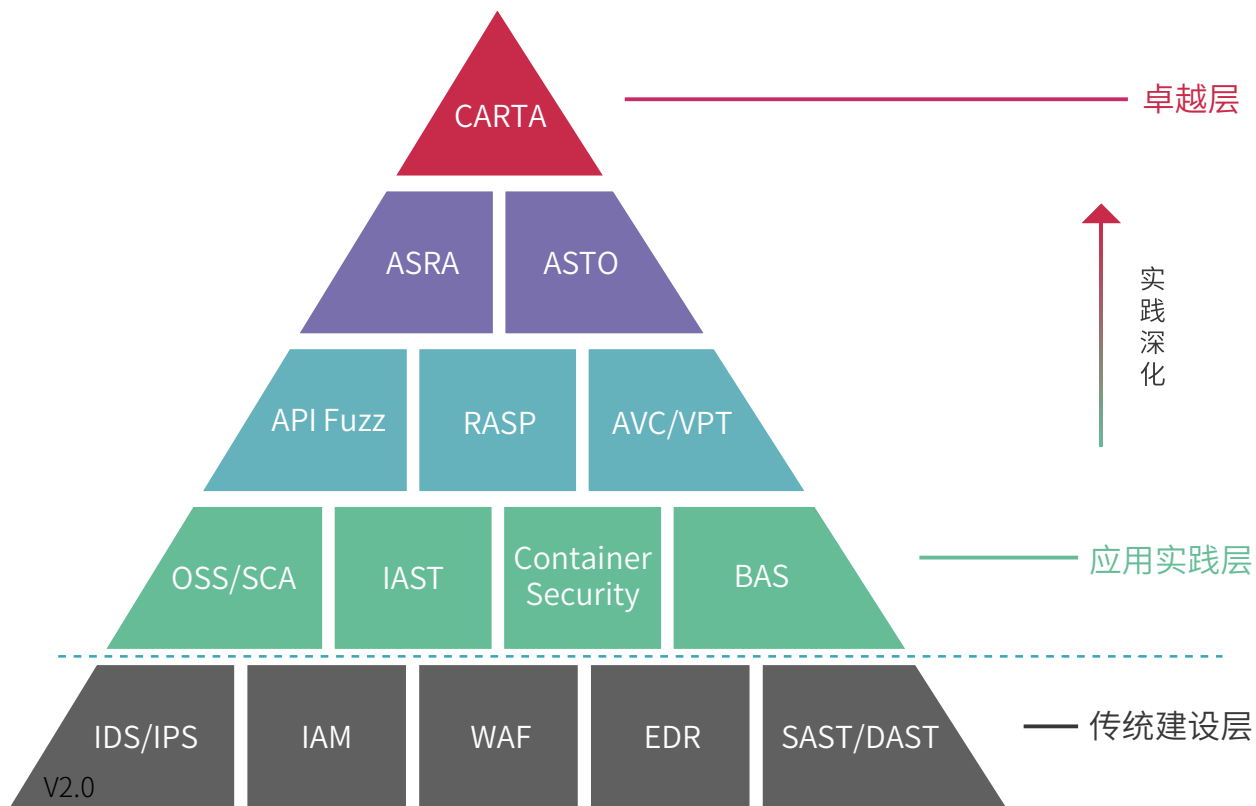 CARTA
卓越层
ASRA
ASTO
实践深化
API Fuzz
RASP
AVC/VPT
OSS/SCA
IAST
Container
Security
BAS
应用实践层
IDS/IPS
IAM
WAF
EDR
SAST/DAST
传统建设层
V2.0